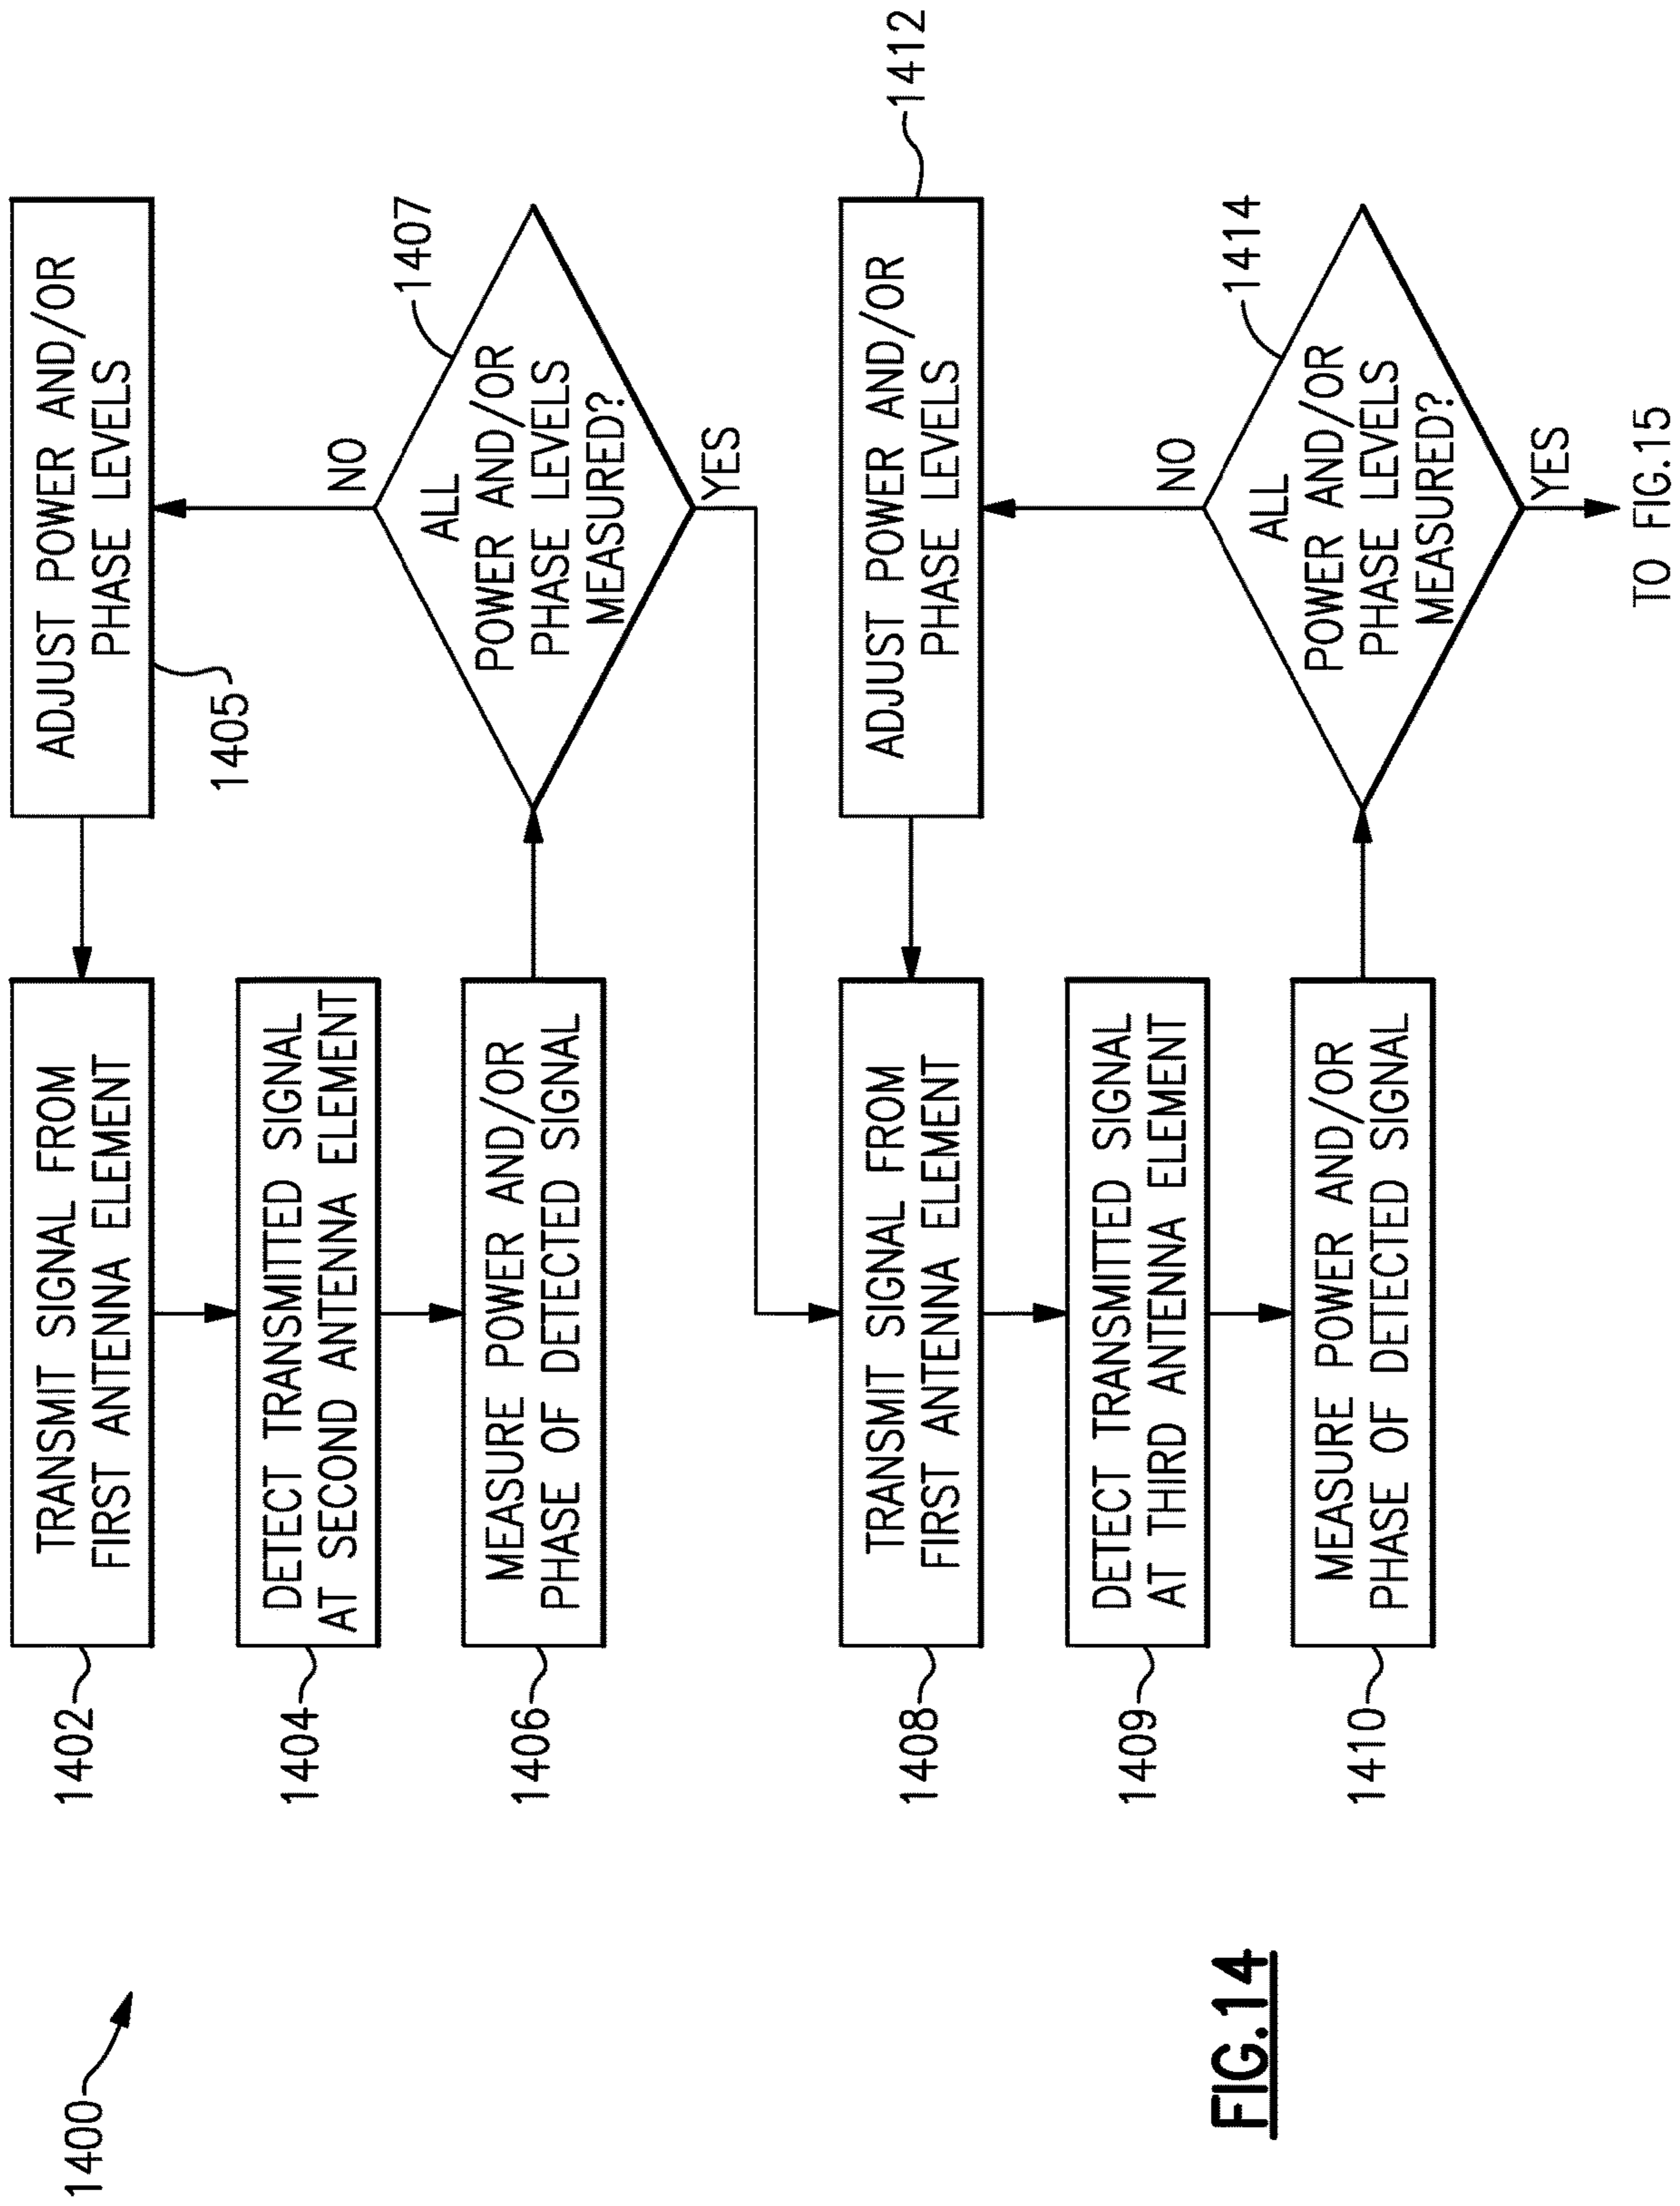 1400
1402
TRANSMIT SIGNAL FROM
FIRST ANTENNA ELEMENT
ADJUST POWER AND/OR
PHASE LEVELS
1405
1404
DETECT TRANSMITTED SIGNAL
AT SECOND ANTENNA ELEMENT
1406
MEASURE POWER AND/OR
PHASE OF DETECTED SIGNAL
NO
1407
ALL
POWER AND/OR
PHASE LEVELS
MEASURED?
YES
1408
TRANSMIT SIGNAL FROM
FIRST ANTENNA ELEMENT
ADJUST POWER AND/OR
PHASE LEVELS
1412
1409
DETECT TRANSMITTED SIGNAL
AT THIRD ANTENNA ELEMENT
1410
MEASURE POWER AND/OR
PHASE OF DETECTED SIGNAL
NO
1414
ALL
POWER AND/OR
PHASE LEVELS
MEASURED?
YES
TO FIG.15
FIG.14